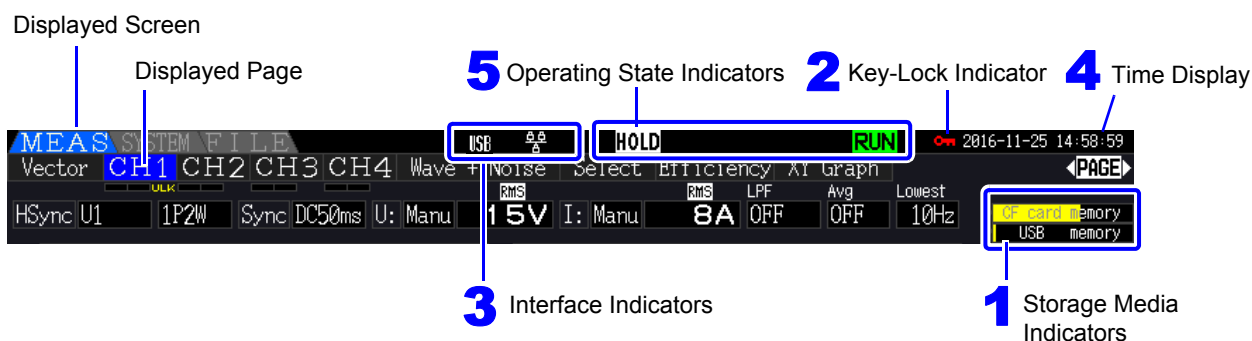 Displayed Screen
Displayed Page
5 Operating State Indicators
2 Key-Lock Indicator
4 Time Display
MEAS SYSTEM FILE USB HOLD RUN 2016-11-25 14:58:59
Vector CH1 CH2 CH3 CH4 Wave + Noise Select Efficiency XY Graph PAGE
ULK RMS RMS LPF Avg Lowest
HSync U1 1P2W Sync DC50ms U: Manu 15V I: Manu 8A OFF OFF 10Hz
CF card memory
USB memory
3 Interface Indicators
1 Storage Media
Indicators